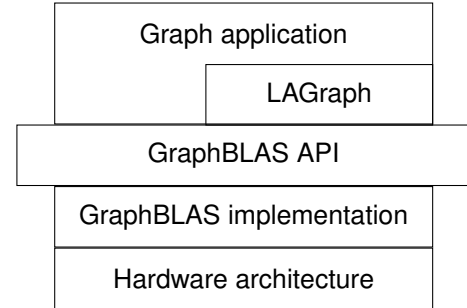 Graph application
LAGraph
GraphBLAS API
GraphBLAS implementation
Hardware architecture